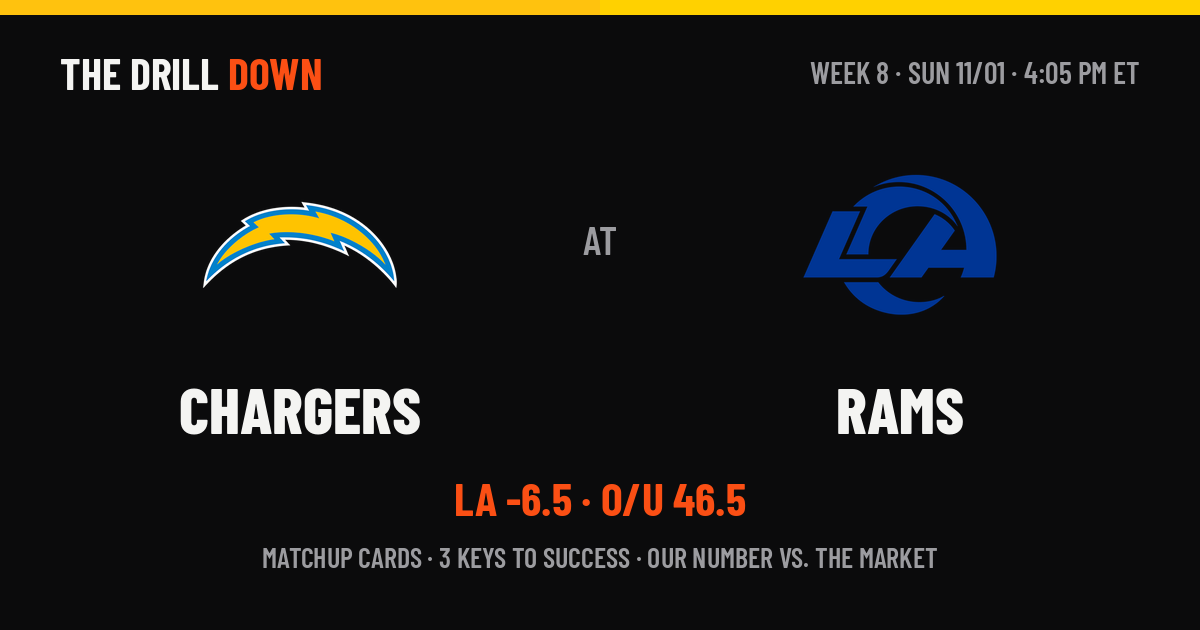 THE DRILL DOWN
WEEK 8 · SUN 11/01 · 4:05 PM ET
LA
AT
CHARGERS
RAMS
LA -6.5 · O/U 46.5
MATCHUP CARDS · 3 KEYS TO SUCCESS · OUR NUMBER VS. THE MARKET